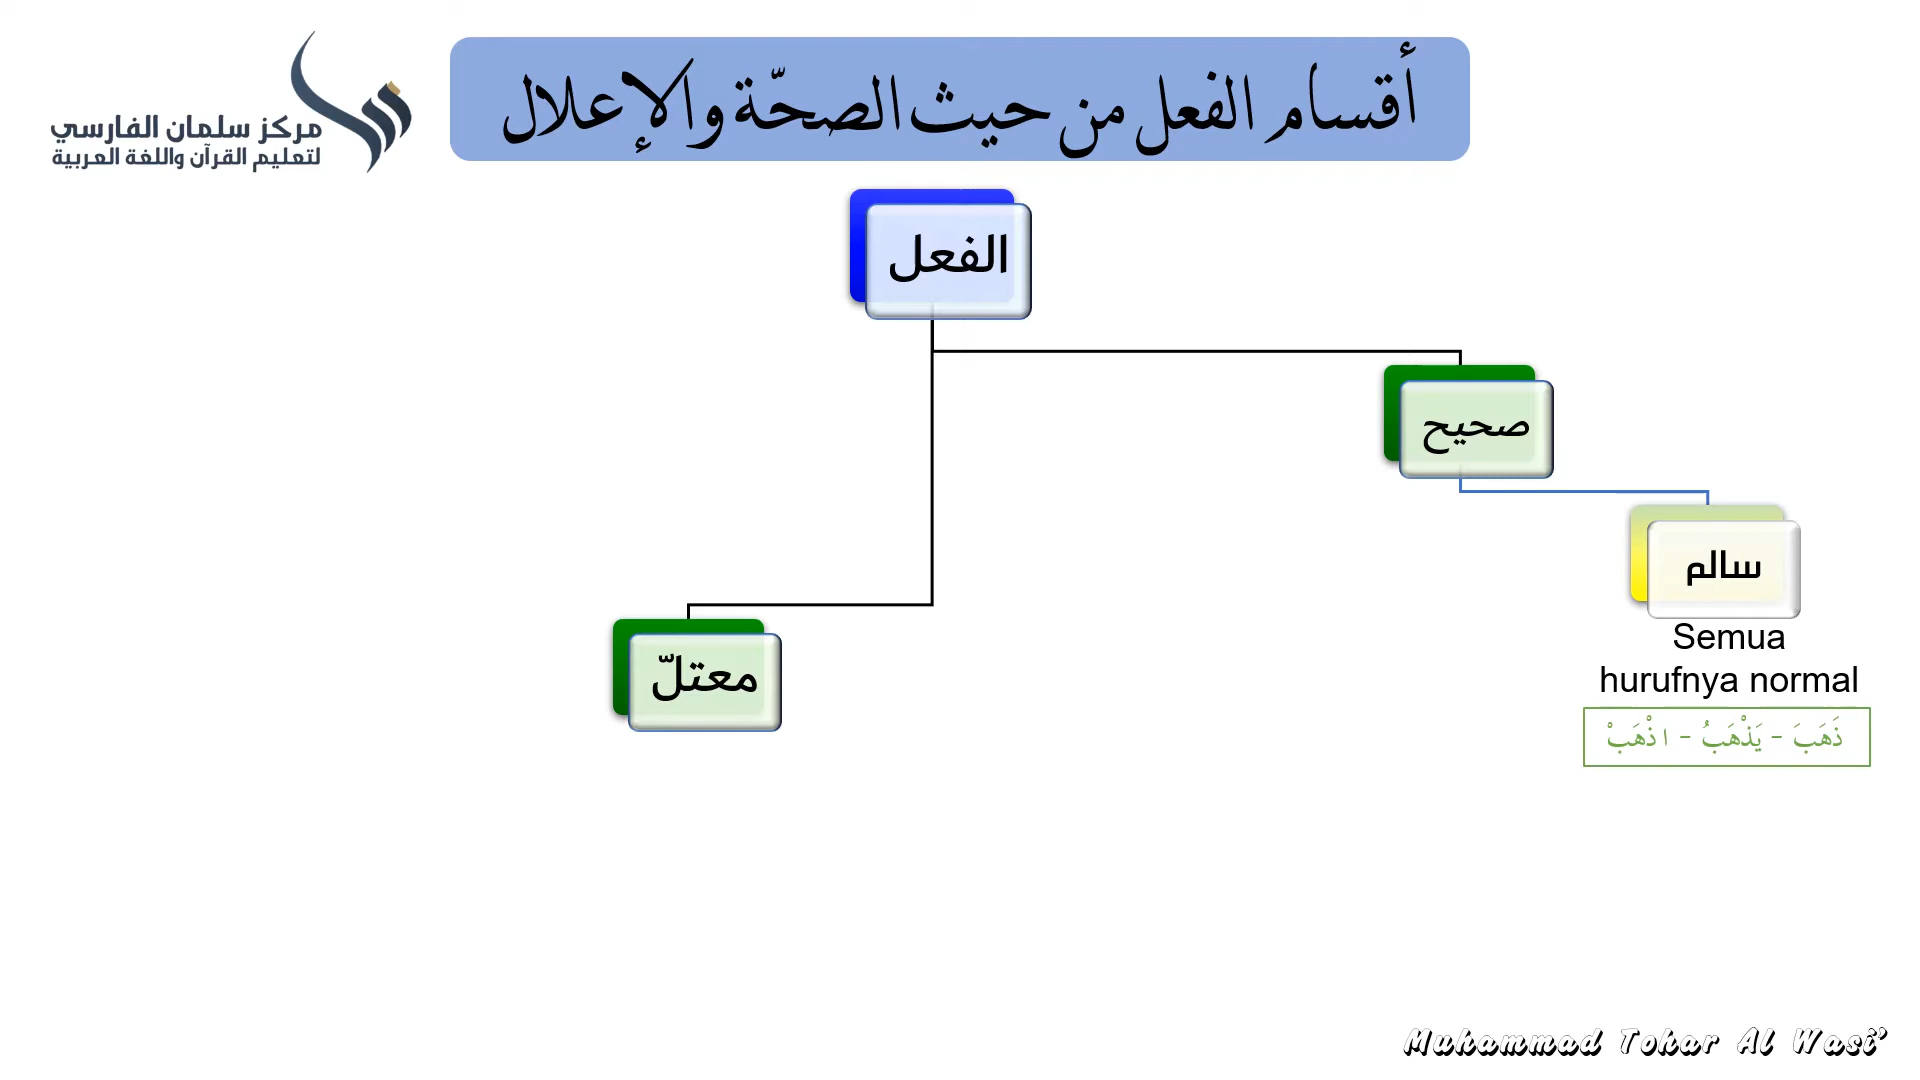 مركز سلمان الفارسي
لتعليم القرآن واللغة العربية
أقسام الفعل من حيث الصحّة والإعلال
الفعل
صحيح
سالم
Semua
hurufnya normal
ذَهَبَ - يَذْهَبُ - اذْهَبْ
معتلّ
Muhammad Tohar Al Wasi'